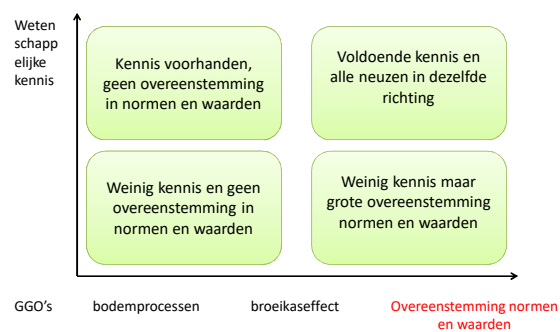 Weten
schapp
elijke
kennis
Kennis voorhanden,
geen overeenstemming
in normen en waarden
Voldoende kennis en
alle neuzen in dezelfde
richting
Weinig kennis en geen
overeenstemming in
normen en waarden
Weinig kennis maar
grote overeenstemming
normen en waarden
GGO's bodemprocessen broeikaseffect Overeenstemming normen
en waarden